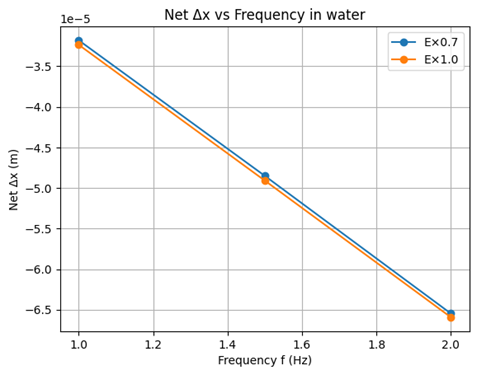 Net Δx vs Frequency in water
1e−5
E×0.7
E×1.0
−3.5
−4.0
−4.5
−5.0
−5.5
−6.0
−6.5
Net Δx (m)
1.0 1.2 1.4 1.6 1.8 2.0
Frequency f (Hz)